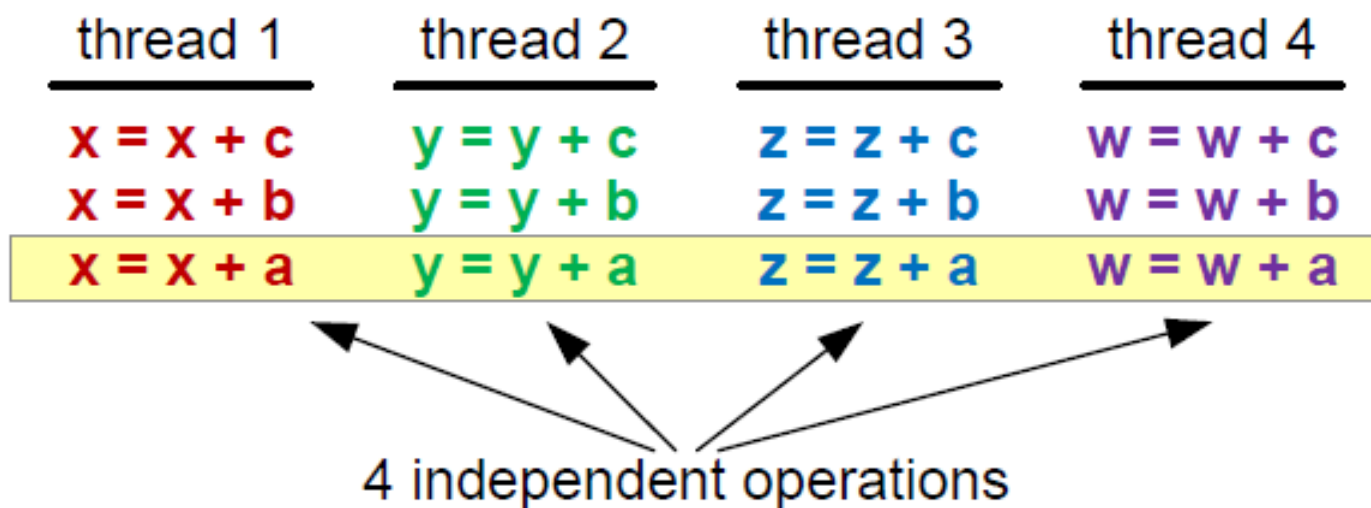 thread 1 thread 2 thread 3 thread 4
x = x + c y = y + c z = z + c w = w + c
x = x + b y = y + b z = z + b w = w + b
x = x + a y = y + a z = z + a w = w + a
4 independent operations